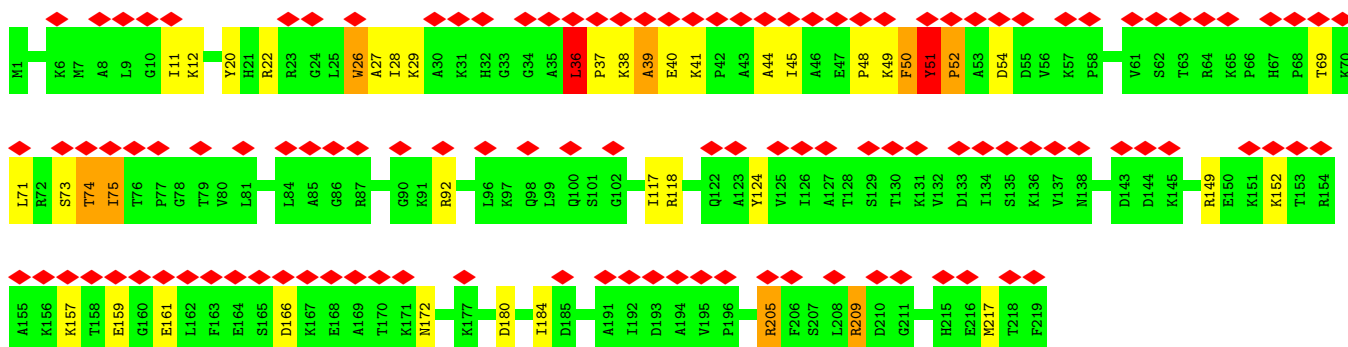 M1 K6 M7 A8 L9 G10 I11 K12 Y20 H21 R22 R23 G24 L25 W26 A27 I28 K29 A30 K31 H32 G33 G34 A35 L36 P37 K38 A39 E40 K41 P42 A43 A44 I45 A46 E47 P48 K49 F50 Y51 P52 A53 D54 D55 V56 K57 P58 V61 S62 T63 R64 K65 P66 H67 P68 T69 K70
L71 R72 S73 T74 I75 T76 P77 G78 T79 V80 L81 L84 A85 G86 R87 G90 K91 R92 L96 K97 Q98 L99 Q100 S101 G102 I117 R118 Q122 A123 Y124 V125 I126 A127 T128 S129 T130 K131 V132 D133 I134 S135 K136 V137 N138 D143 D144 K145 R149 E150 K151 K152 T153 R154
A155 K156 K157 T158 E159 G160 E161 L162 F163 E164 S165 D166 K167 E168 A169 T170 K171 N172 K177 D180 I184 D185 A191 I192 D193 A194 V195 P196 R205 F206 S207 L208 R209 D210 G211 H215 E216 M217 T218 F219